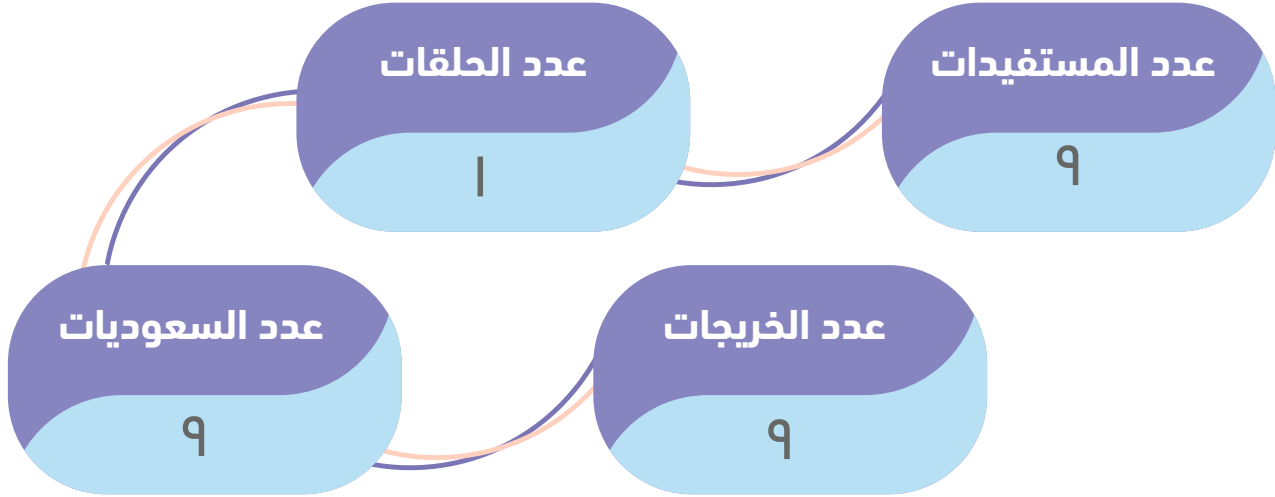 عدد المستفيدات
٩
عدد الحلقات
١
عدد السعوديات
٩
عدد الخريجات
٩